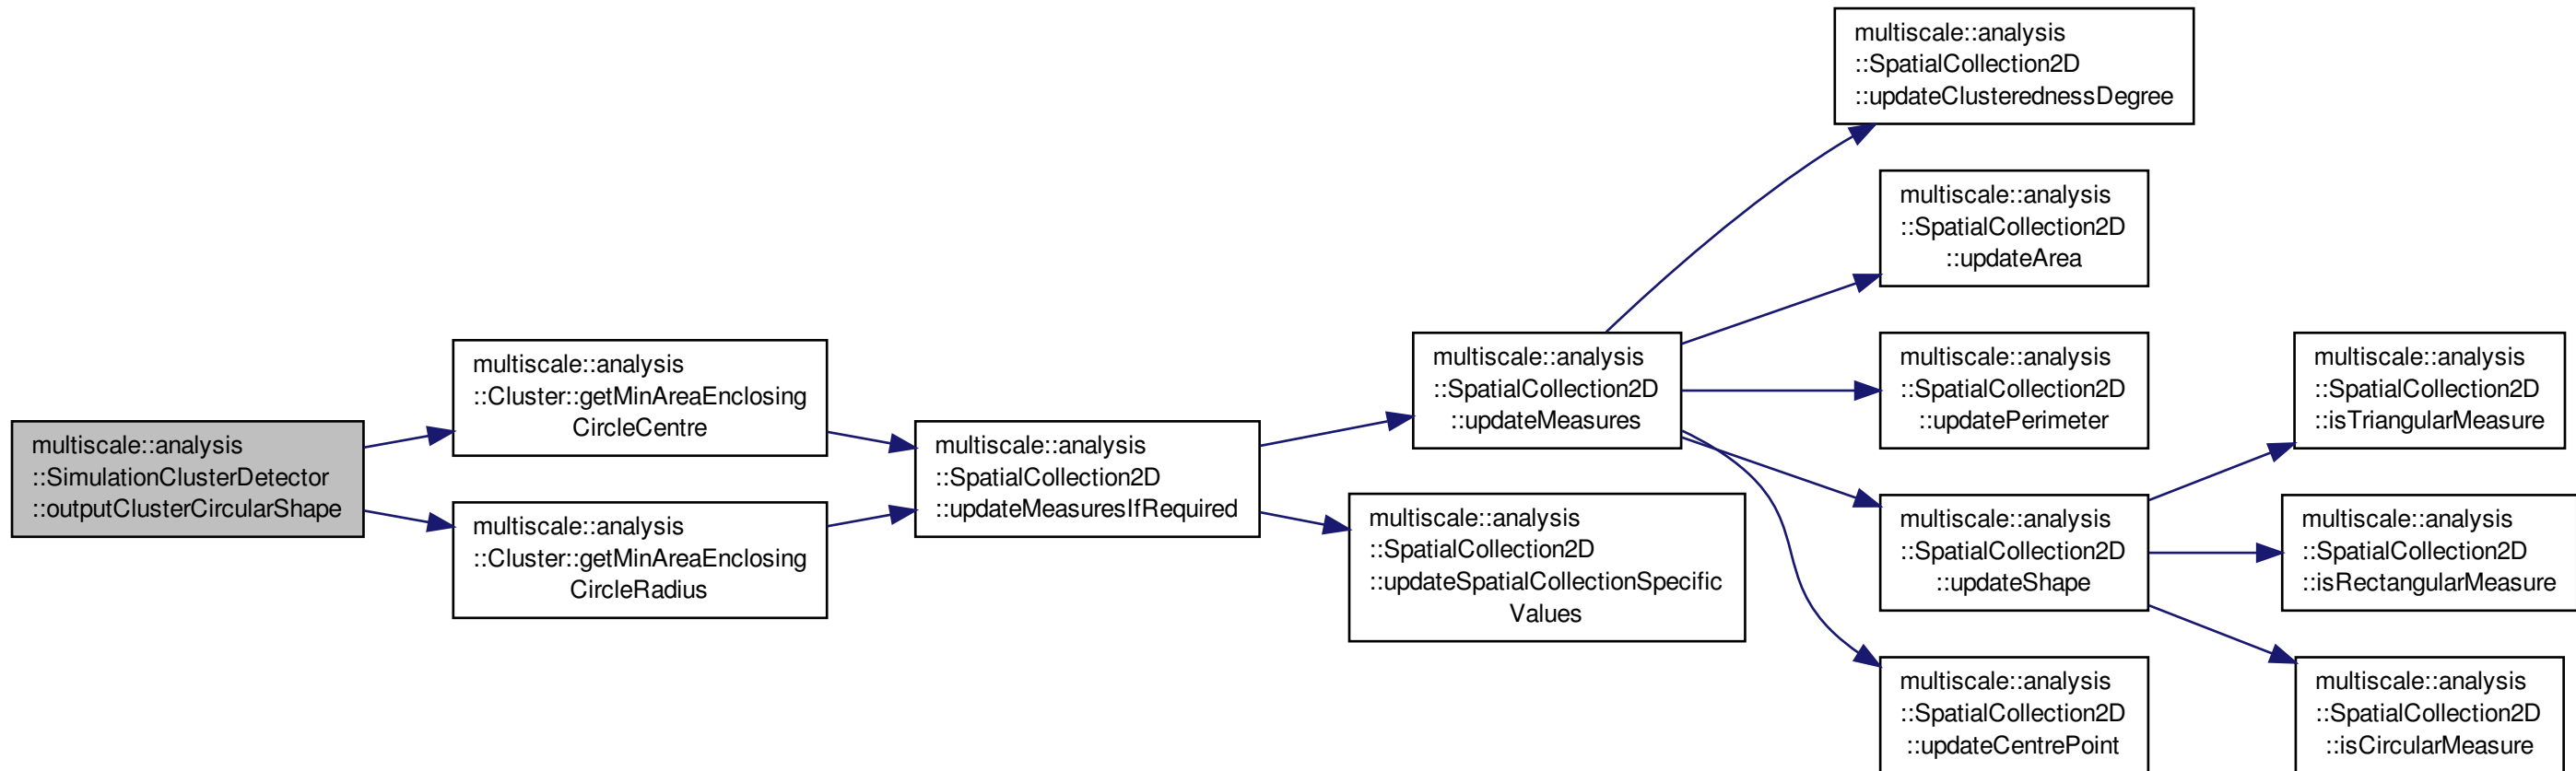 multiscale::analysis
::SimulationClusterDetector
::outputClusterCircularShape
multiscale::analysis
::Cluster::getMinAreaEnclosing
CircleCentre
multiscale::analysis
::Cluster::getMinAreaEnclosing
CircleRadius
multiscale::analysis
::SpatialCollection2D
::updateMeasuresIfRequired
multiscale::analysis
::SpatialCollection2D
::updateMeasures
multiscale::analysis
::SpatialCollection2D
::updateSpatialCollectionSpecific
Values
multiscale::analysis
::SpatialCollection2D
::updateClusterednessDegree
multiscale::analysis
::SpatialCollection2D
::updateArea
multiscale::analysis
::SpatialCollection2D
::updatePerimeter
multiscale::analysis
::SpatialCollection2D
::updateShape
multiscale::analysis
::SpatialCollection2D
::updateCentrePoint
multiscale::analysis
::SpatialCollection2D
::isTriangularMeasure
multiscale::analysis
::SpatialCollection2D
::isRectangularMeasure
multiscale::analysis
::SpatialCollection2D
::isCircularMeasure